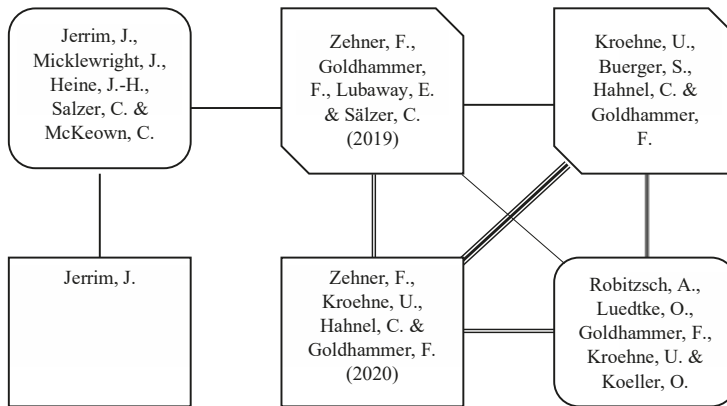 Jerrim, J.,
Micklewright, J.,
Heine, J.-H.,
Salzer, C. &
McKeown, C.
Zehner, F.,
Goldhammer,
F., Lubaway, E.
& Sälzer, C.
(2019)
Kroehne, U.,
Buerger, S.,
Hahnel, C. &
Goldhammer,
F.
Jerrim, J.
Zehner, F.,
Kroehne, U.,
Hahnel, C. &
Goldhammer, F.
(2020)
Robitzsch, A.,
Luedtke, O.,
Goldhammer, F.,
Kroehne, U. &
Koeller, O.